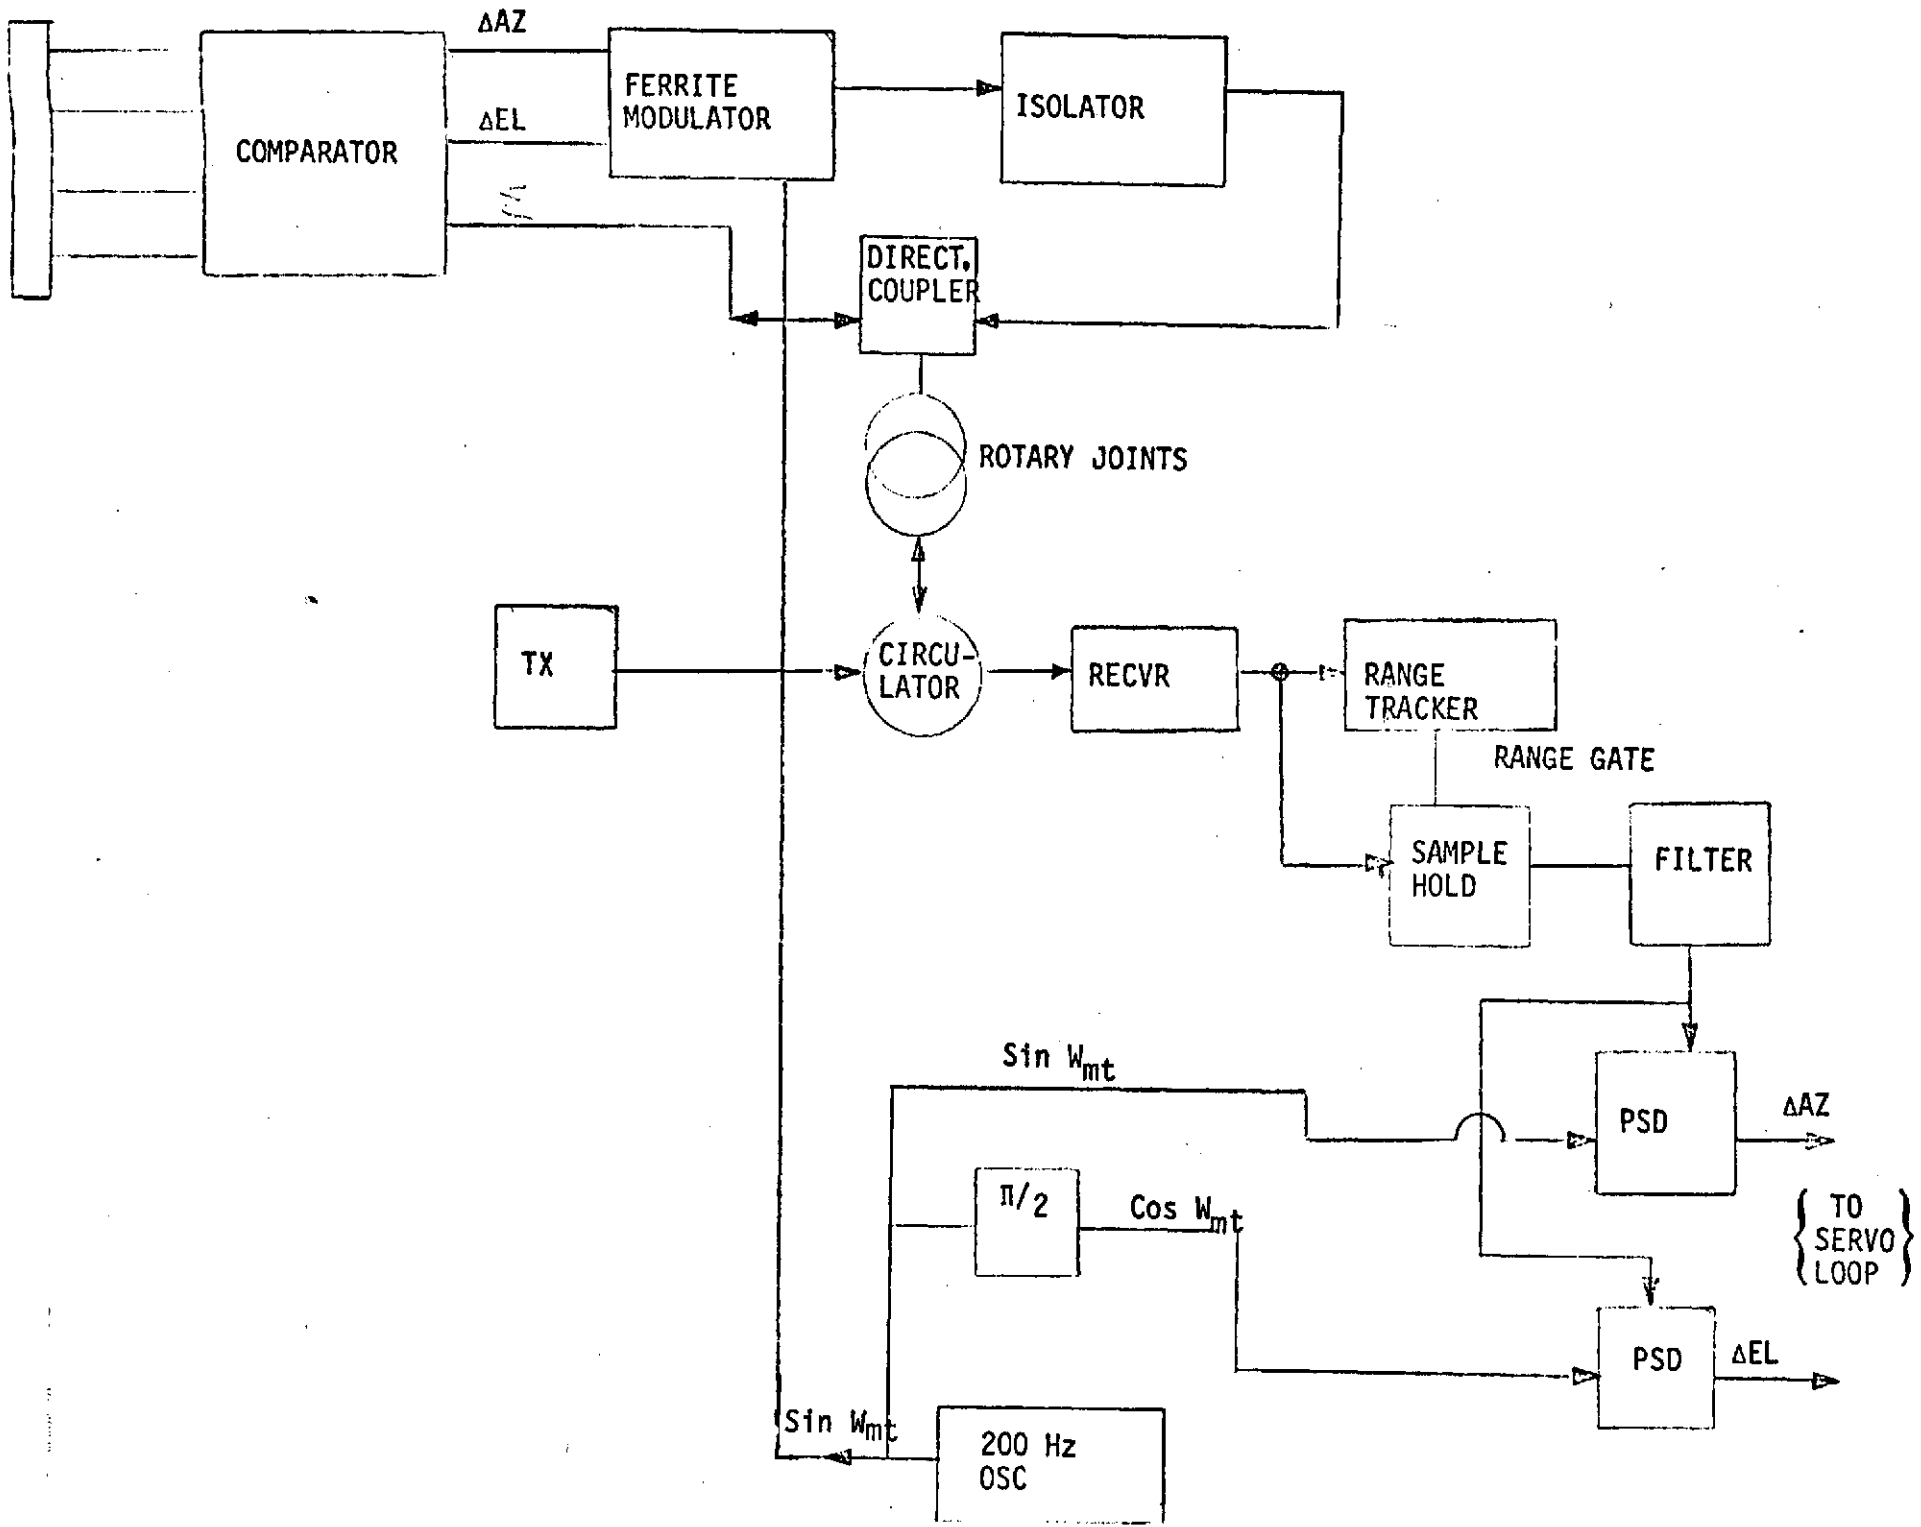 ΔAZ
ΔEL
COMPARATOR
FERRITE
MODULATOR
ISOLATOR
DIRECT.
COUPLER
ROTARY JOINTS
TX
CIRCU-
LATOR
RECVR
RANGE
TRACKER
RANGE GATE
SAMPLE
HOLD
FILTER
Sin Wmt
PSD
ΔAZ
π/2
Cos Wmt
TO
SERVO
LOOP
PSD
ΔEL
Sin Wmt
200 Hz
OSC